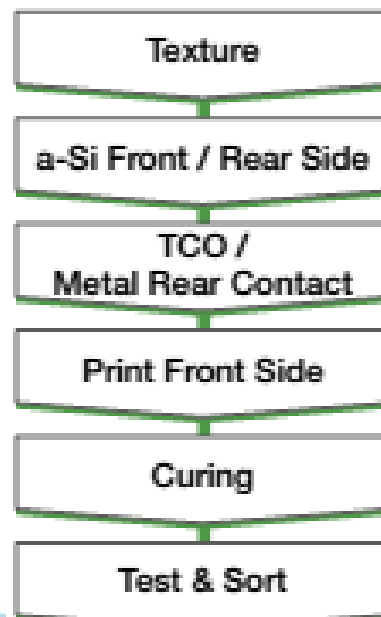 Texture
a-Si Front / Rear Side
TCO /
Metal Rear Contact
Print Front Side
Curing
Test & Sort